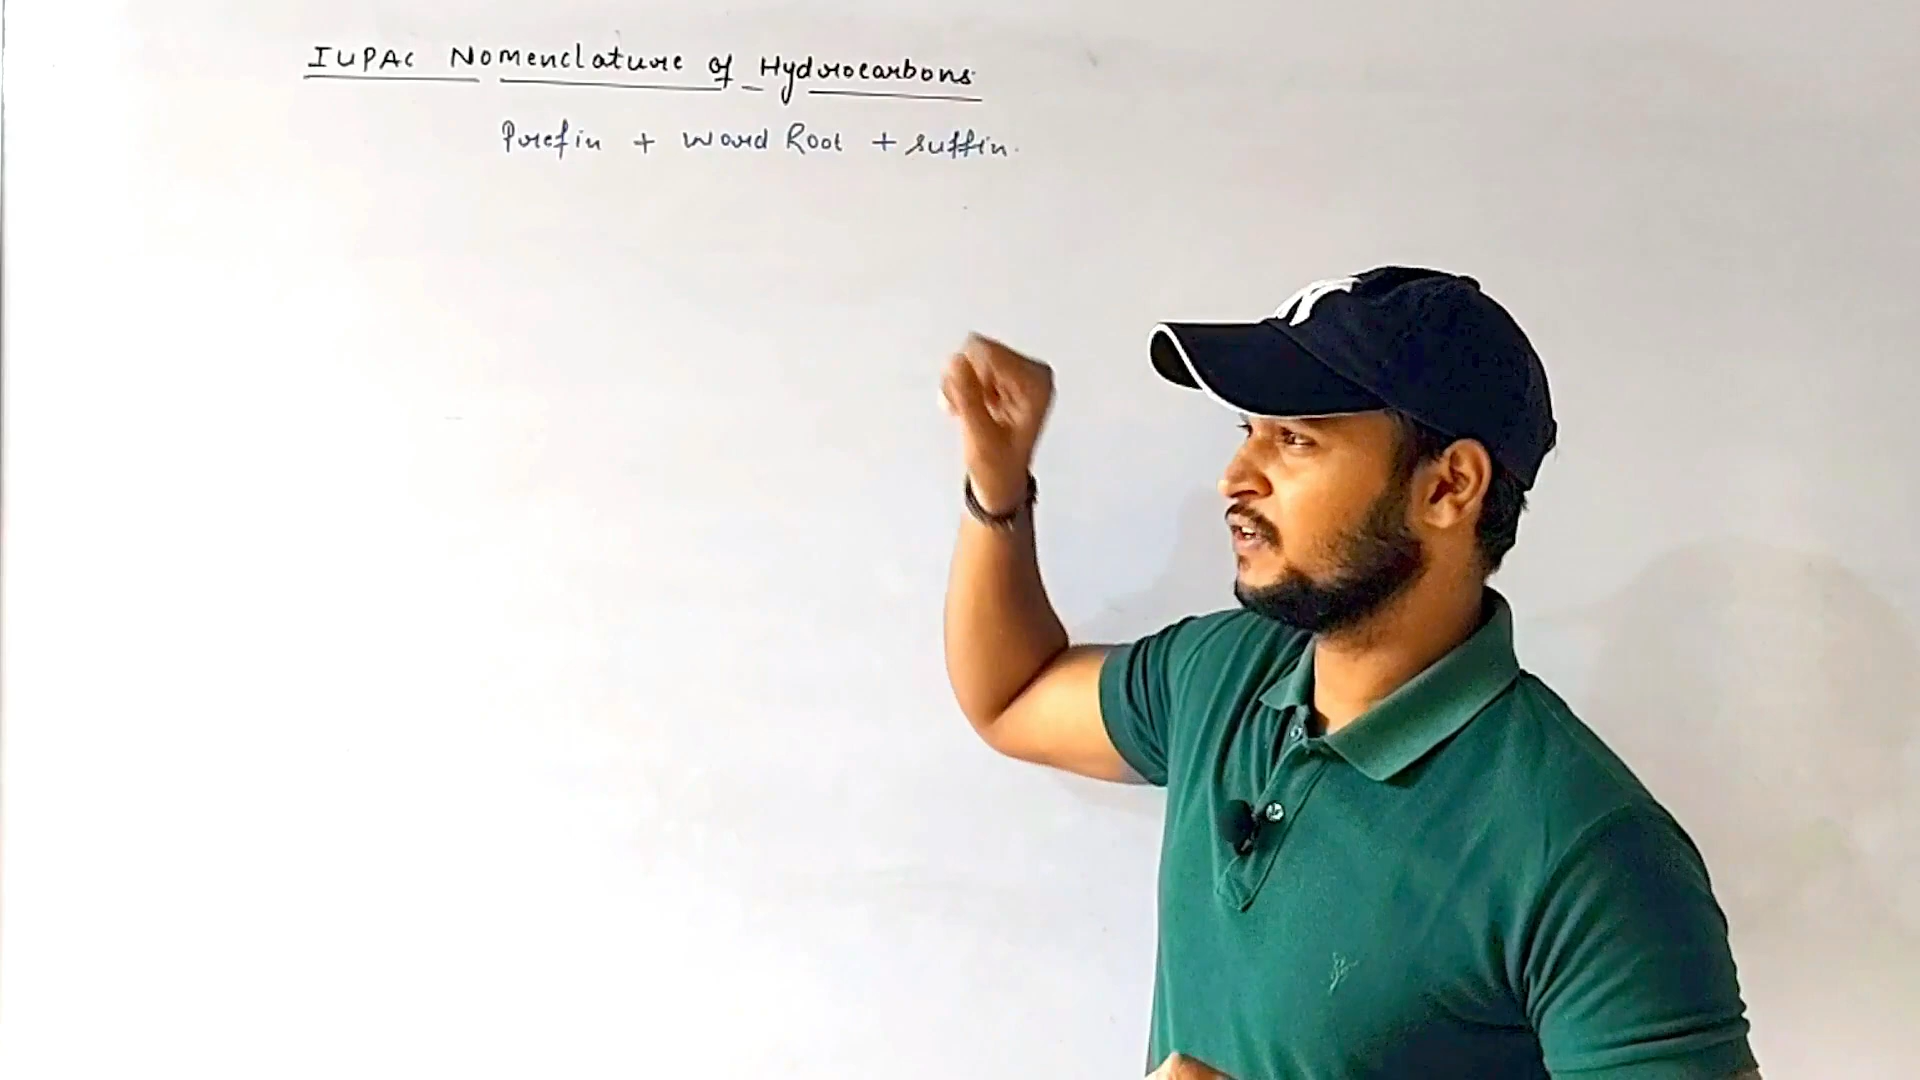 IUPAC Nomenclature of Hydrocarbons
Prefix + Word Root + suffix.